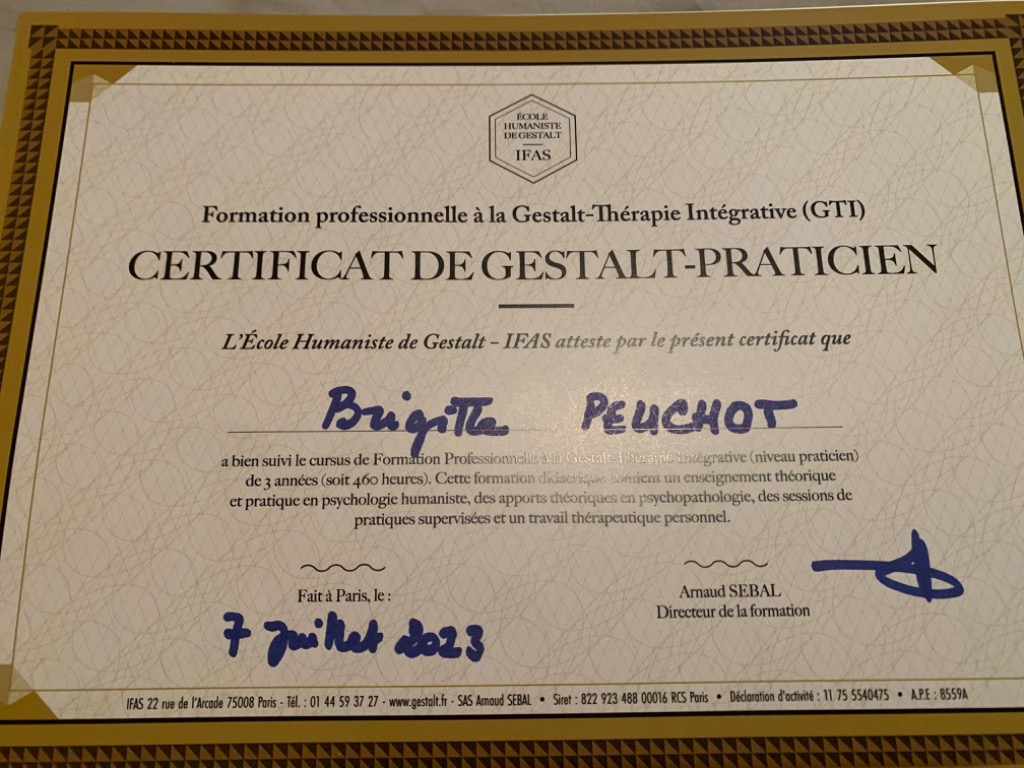 ÉCOLE
HUMANISTE
DE GESTALT
IFAS
Formation professionnelle à la Gestalt-Thérapie Intégrative (GTI)
CERTIFICAT DE GESTALT-PRATICIEN
L'École Humaniste de Gestalt – IFAS atteste par le présent certificat que
Brigitte PEUCHOT
a bien suivi le cursus de Formation Professionnelle à la Gestalt-Thérapie Intégrative (niveau praticien)
de 3 années (soit 460 heures). Cette formation didactique contient un enseignement théorique
et pratique en psychologie humaniste, des apports théoriques en psychopathologie, des sessions de
pratiques supervisées et un travail thérapeutique personnel.
Fait à Paris, le :
7 Juillet 2023
Arnaud SEBAL
Directeur de la formation
IFAS 22 rue de l'Arcade 75008 Paris - Tél. : 01 44 59 37 27 - www.gestalt.fr - SAS Arnaud SEBAL • Siret : 822 923 488 00016 RCS Paris • Déclaration d'activité : 11 75 5540475 • A.P.E : 8559A